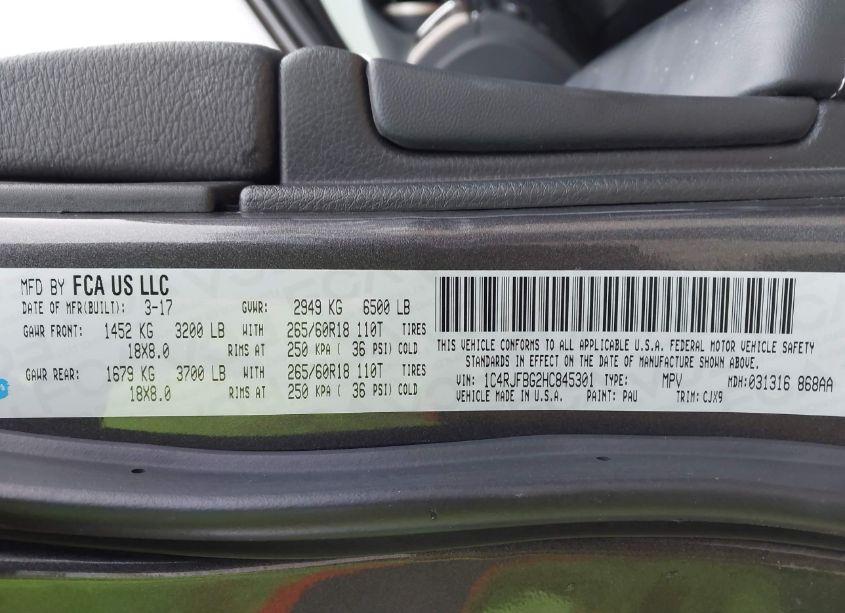 MFD BY FCA US LLC
DATE OF MFR(BUILT): 3-17 GVWR: 2949 KG 6500 LB
GAWR FRONT: 1452 KG 3200 LB WITH 265/60R18 110T TIRES
18X8.0 RIMS AT 250 KPA ( 36 PSI) COLD
GAWR REAR: 1679 KG 3700 LB WITH 265/60R18 110T TIRES
18X8.0 RIMS AT 250 KPA ( 36 PSI) COLD
THIS VEHICLE CONFORMS TO ALL APPLICABLE U.S.A. FEDERAL MOTOR VEHICLE SAFETY
STANDARDS IN EFFECT ON THE DATE OF MANUFACTURE SHOWN ABOVE.
VIN: 1C4RJFBG2HC845301 TYPE: MPV MDH: 031316 868AA
VEHICLE MADE IN U.S.A. PAINT: PAU TRIM: CJX9